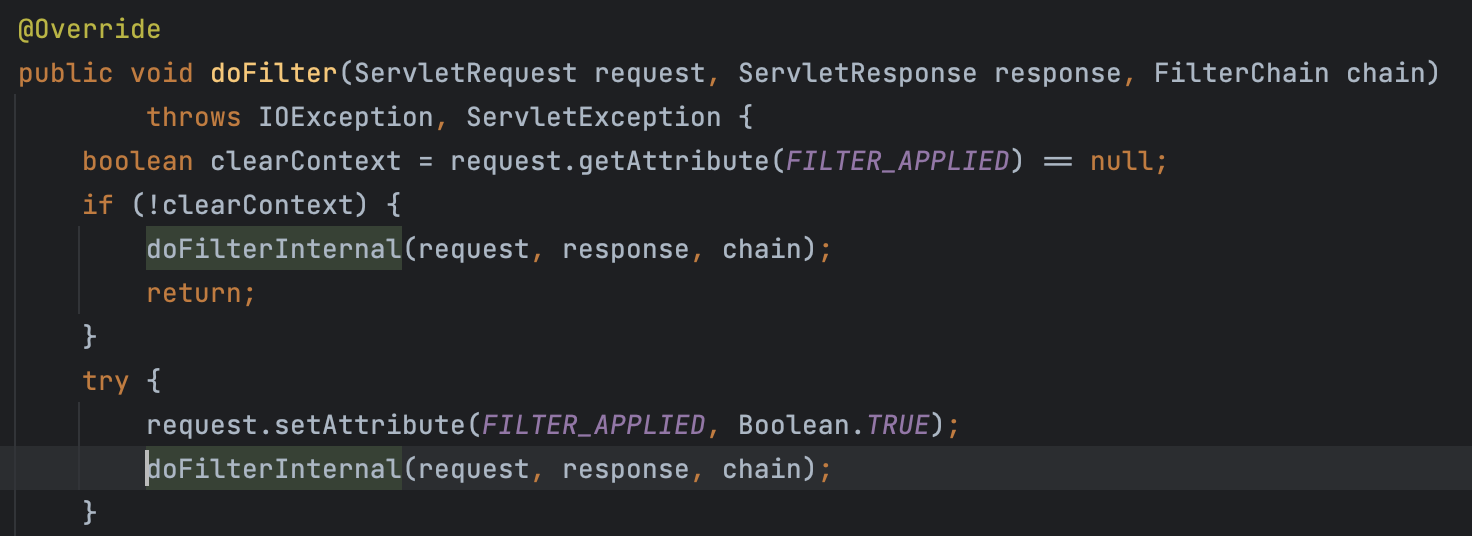 @Override
public void doFilter(ServletRequest request, ServletResponse response, FilterChain chain)
throws IOException, ServletException {
boolean clearContext = request.getAttribute(FILTER_APPLIED) == null;
if (!clearContext) {
doFilterInternal(request, response, chain);
return;
}
try {
request.setAttribute(FILTER_APPLIED, Boolean.TRUE);
doFilterInternal(request, response, chain);
}